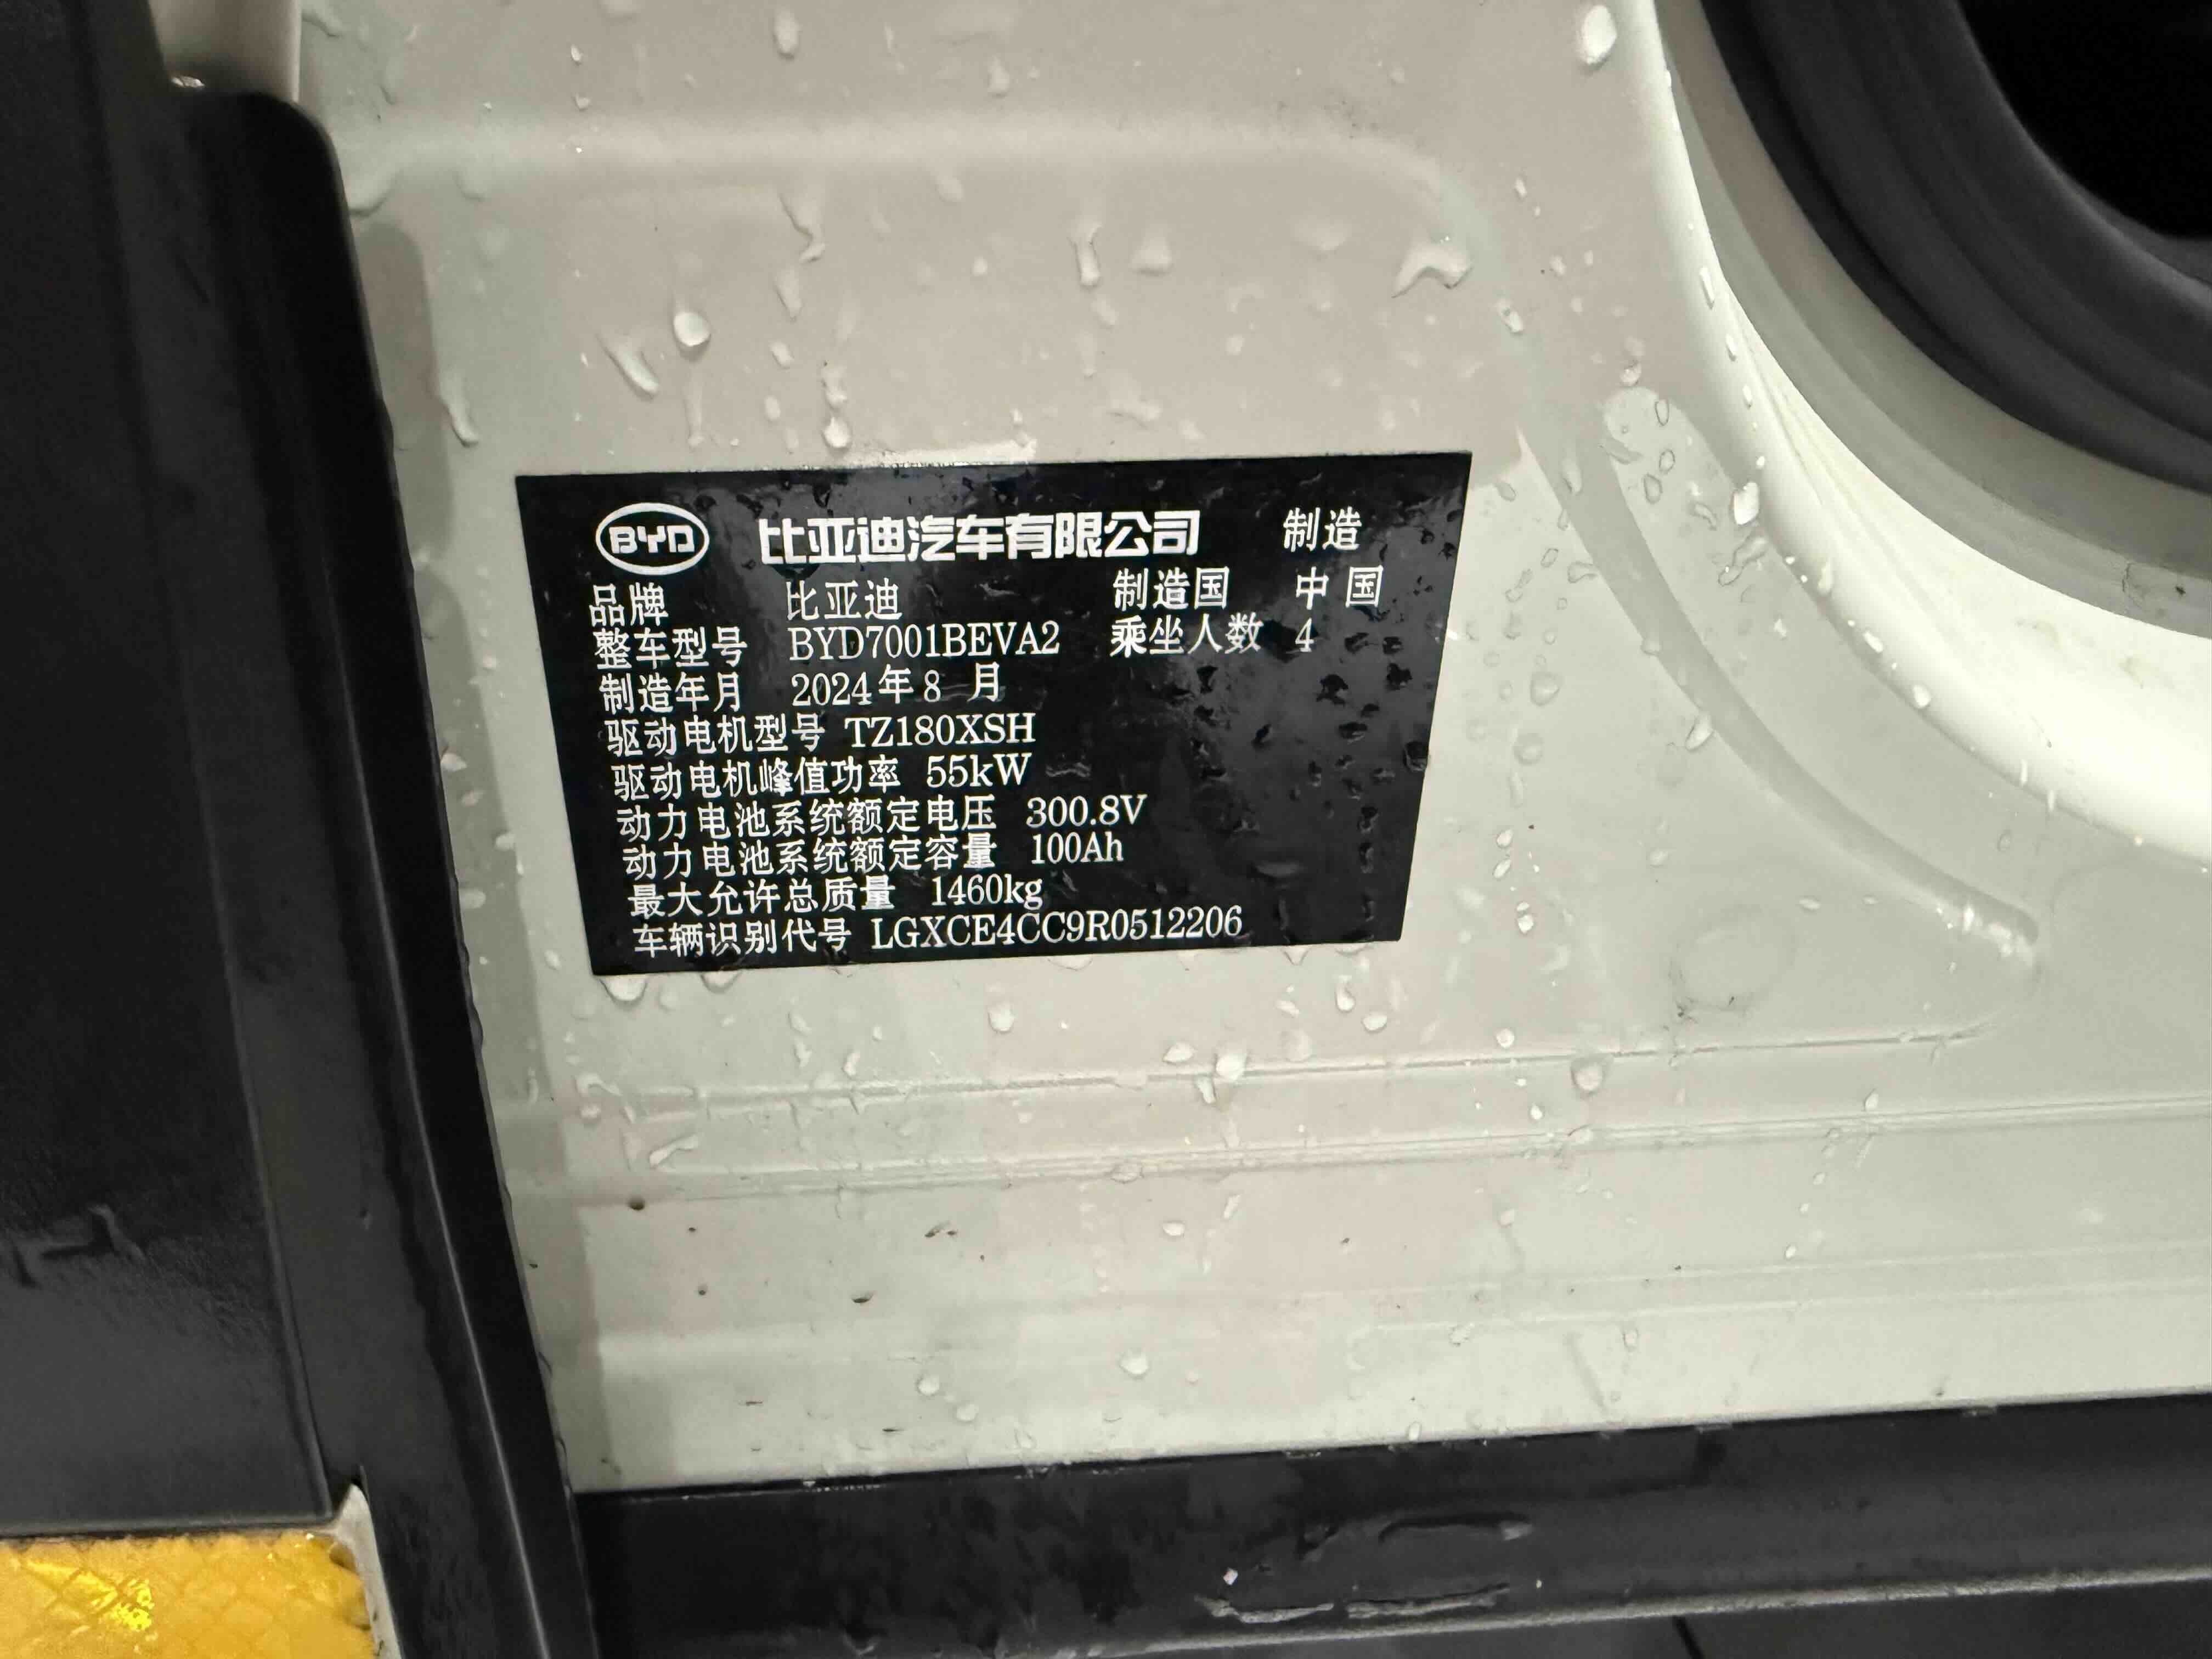 BYD 比亚迪汽车有限公司 制造
品牌 比亚迪 制造国 中国
整车型号 BYD7001BEVA2 乘坐人数 4
制造年月 2024年8月
驱动电机型号 TZ180XSH
驱动电机峰值功率 55kW
动力电池系统额定电压 300.8V
动力电池系统额定容量 100Ah
最大允许总质量 1460kg
车辆识别代号 LGXCE4CC9R0512206